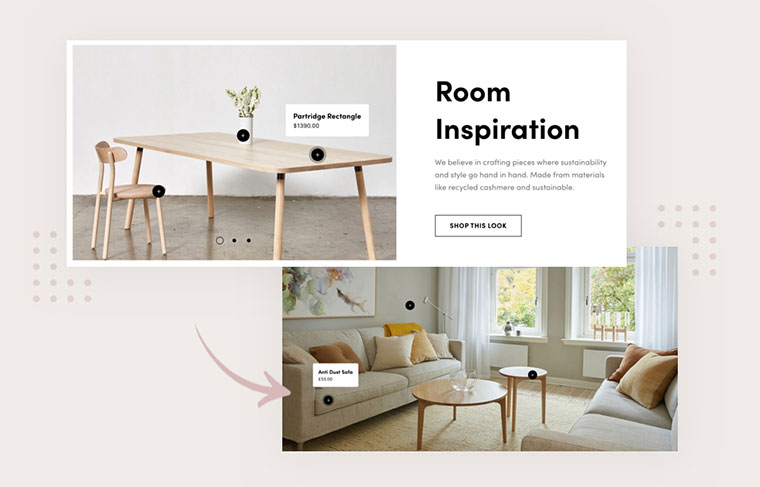 Partridge Rectangle
$1390.00
Room
Inspiration
We believe in crafting pieces where sustainability
and style go hand in hand. Made from materials
like recycled cashmere and sustainable.
SHOP THIS LOOK
Anti Dust Sofa
£55.00